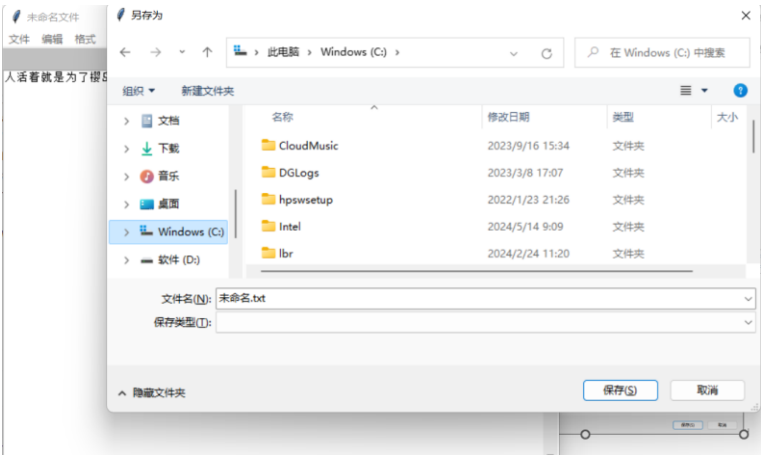 未命名文件
另存为
文件 编辑 格式
此电脑 › Windows (C:) ›
在 Windows (C:) 中搜索
人活着就是为了
组织 新建文件夹
名称 修改日期 类型 大小
文档
下载
音乐
桌面
Windows (C:)
软件 (D:)
CloudMusic 2023/9/16 15:34 文件夹
DGLogs 2023/3/8 17:07 文件夹
hpswsetup 2022/1/23 21:26 文件夹
Intel 2024/5/14 9:09 文件夹
lbr 2024/2/24 11:20 文件夹
文件名(N): 未命名.txt
保存类型(T):
隐藏文件夹
保存(S) 取消